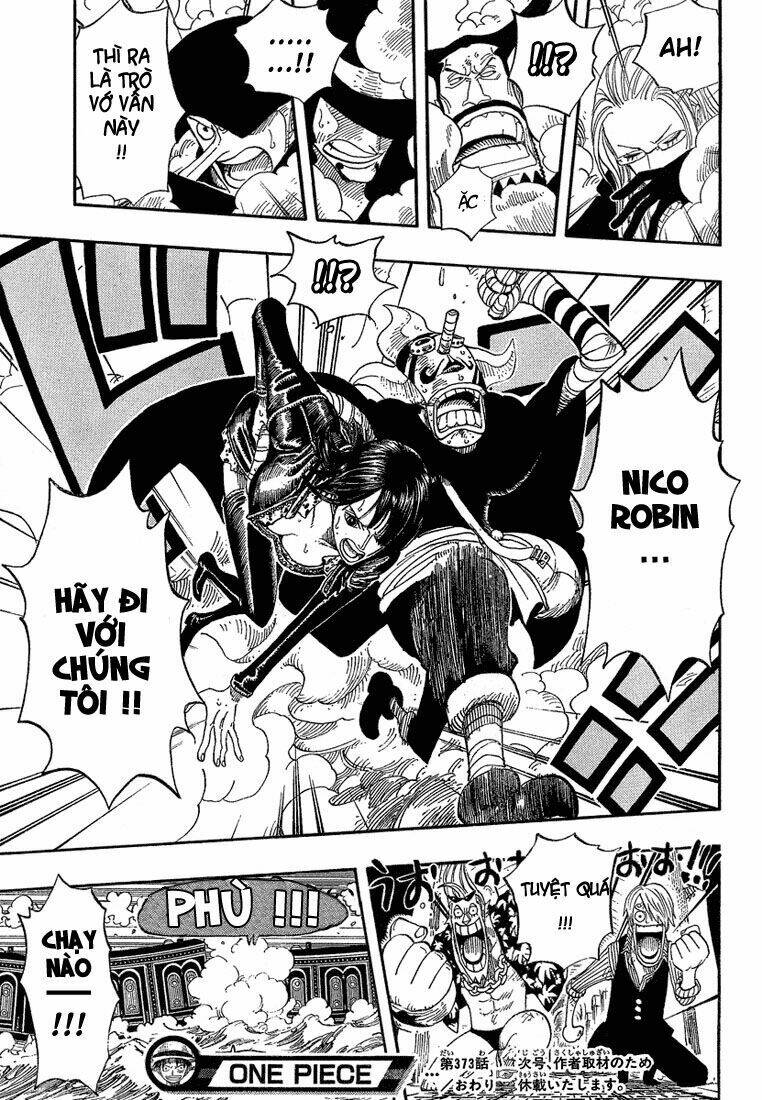 AH!
!!?
ẶC
......
...!!
THÌ RA
LÀ TRÒ
VỚ VẨN
NÀY
!!
!!?
NICO
ROBIN
...
HÃY ĐI
VỚI
CHÚNG
TÔI !!
うおおお!!
TUYỆT QUÁ
!!!
PHÙ !!!
CHẠY
NÀO
—
!!!
ONE PIECE
第373話
.../おわり
次号、作者取材のため
休載いたします。